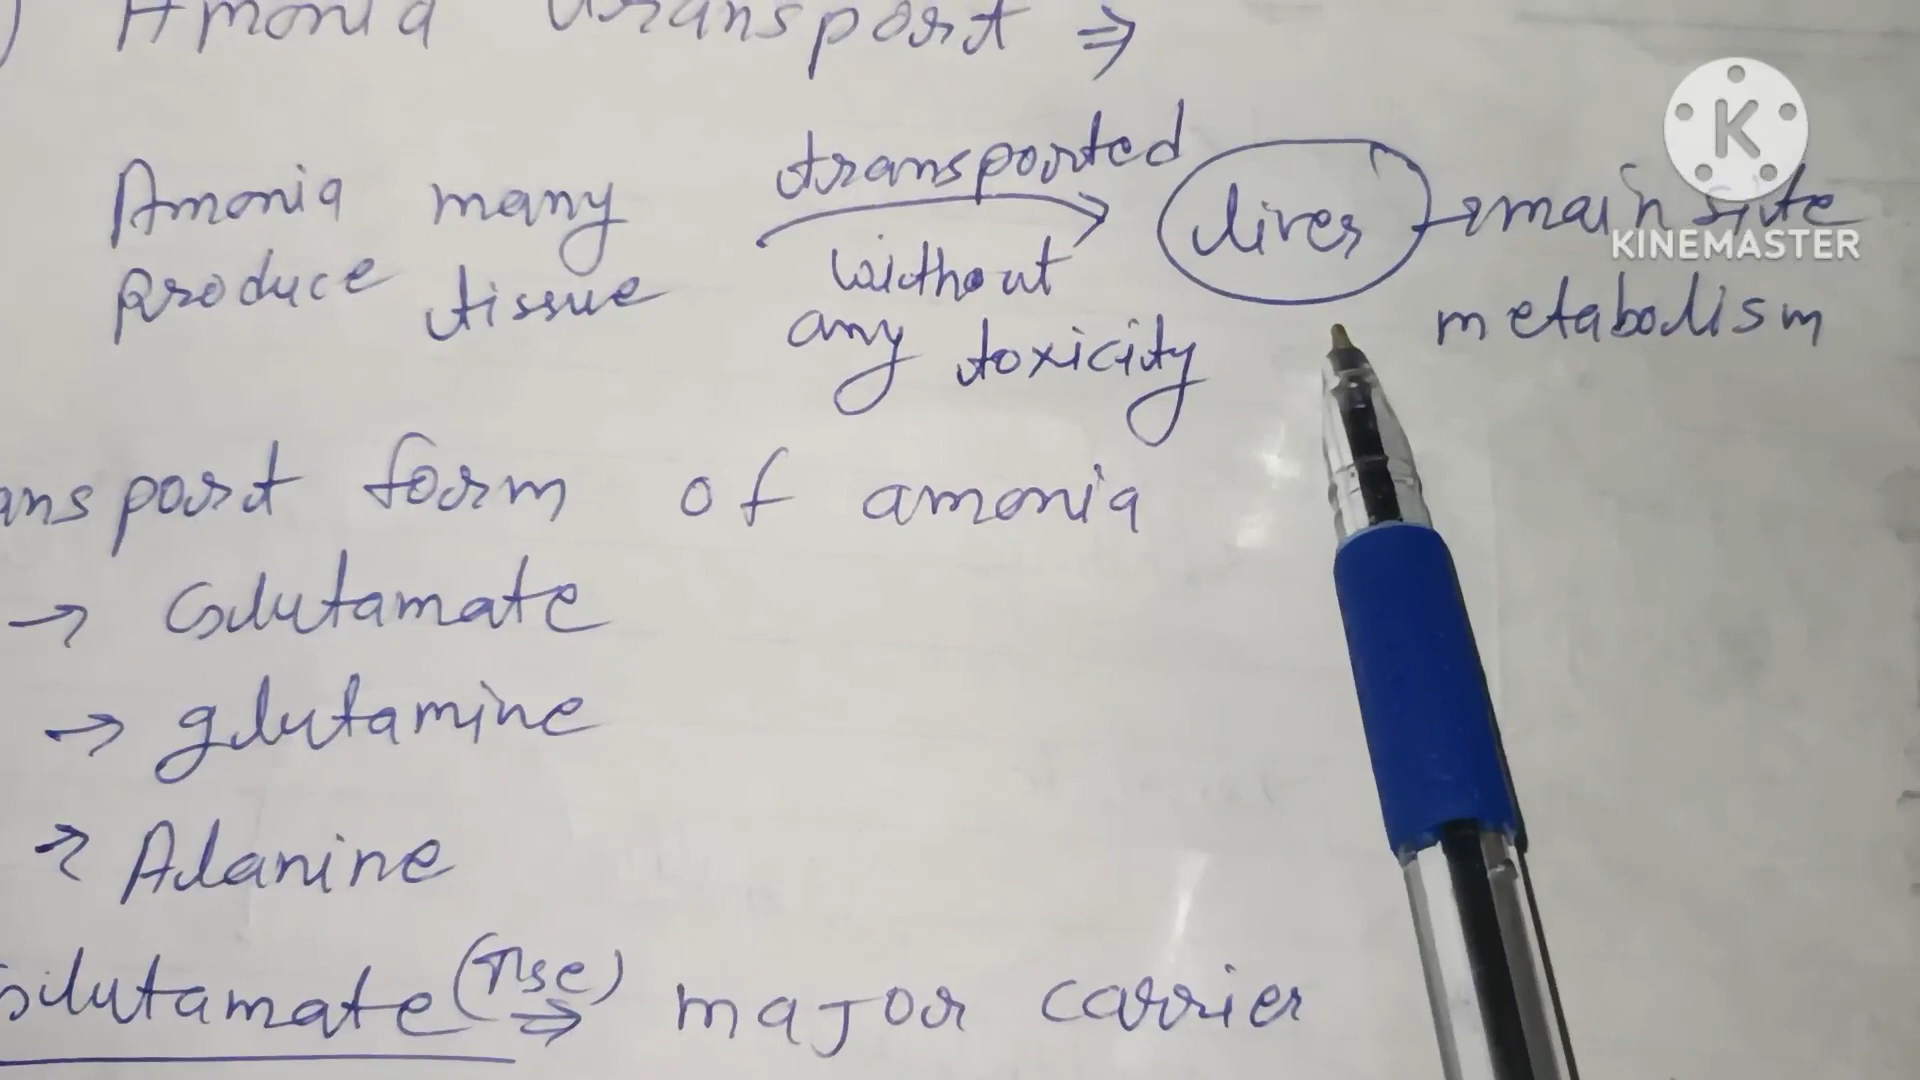 Amonia transport ⇒
Amonia many transported liver → main site
produce tissue without metabolism
any toxicity
ansport form of amonia
→ Glutamate
→ glutamine
→ Alanine
Glutamate ⇒ major carrier
K
KINEMASTER